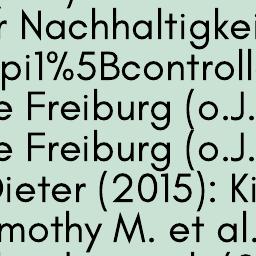 r Nachhaltigkei
pi1%5Bcontroll
e Freiburg (o.J.
e Freiburg (o.J.
Dieter (2015): Ki
mothy M. et al.